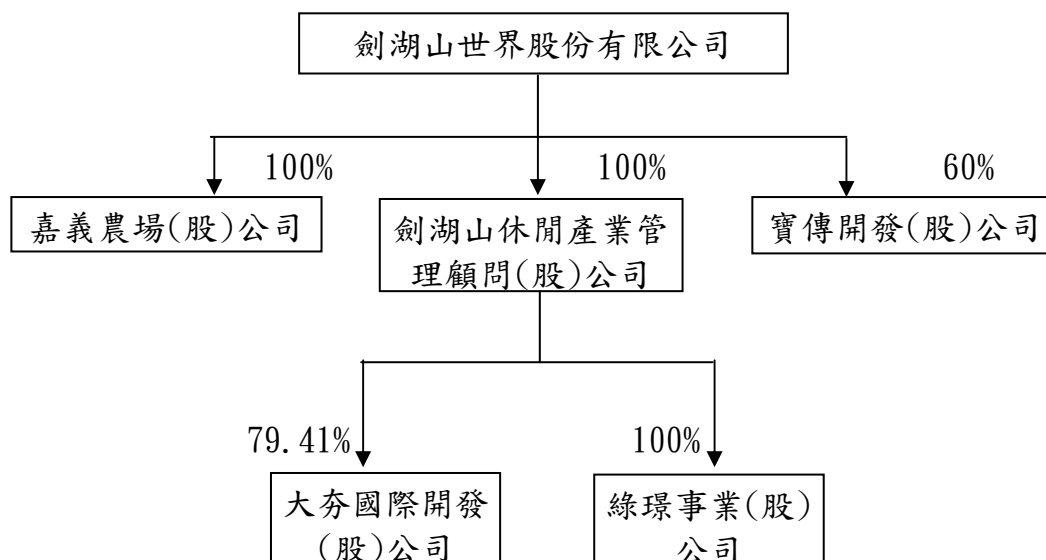 劍湖山世界股份有限公司
100%
100%
60%
嘉義農場(股)公司
劍湖山休閒產業管
理顧問(股)公司
寶傳開發(股)公司
79.41%
100%
大夯國際開發
(股)公司
綠璟事業(股)
公司